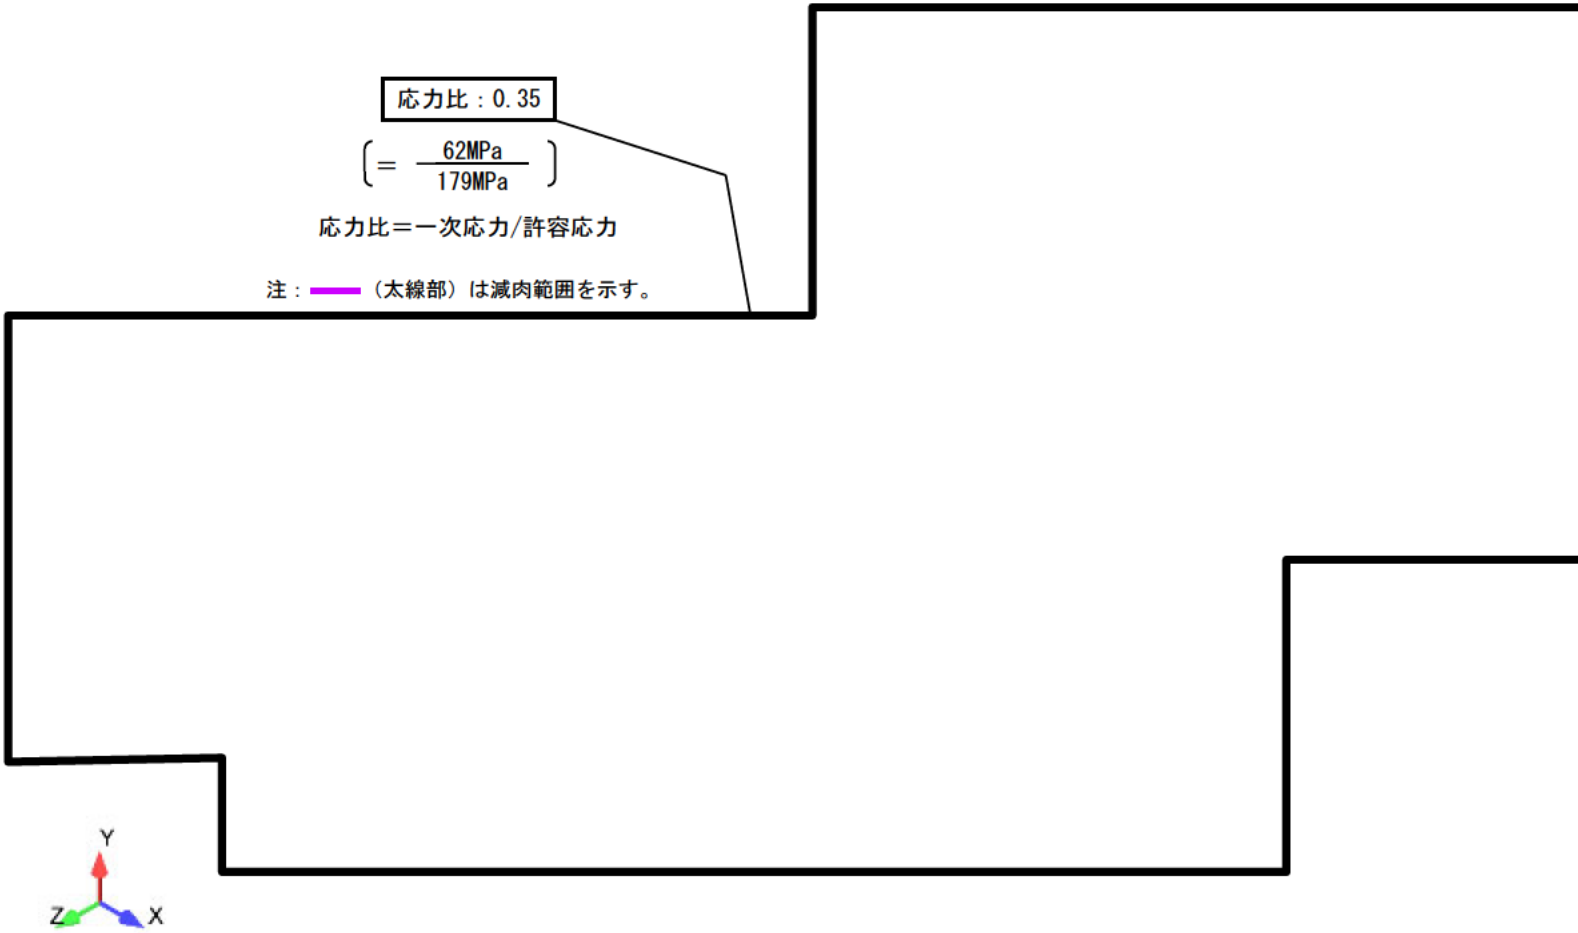 応力比：0.35
〔＝ 62MPa
179MPa 〕
応力比＝一次応力/許容応力
注：（太線部）は減肉範囲を示す。
Y
Z X